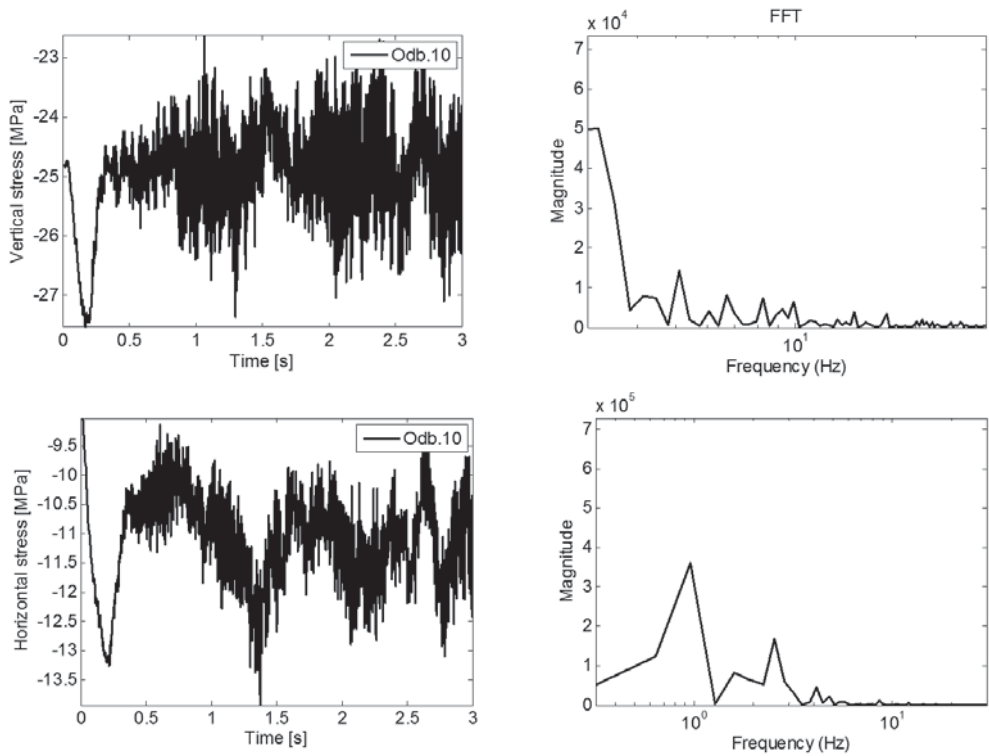 Odb.10
Vertical stress [MPa]
-23
-24
-25
-26
-27
0 0.5 1 1.5 2 2.5 3
Time [s]
FFT
x 10^4
Magnitude
7
6
5
4
3
2
1
0
10^1
Frequency (Hz)
Odb.10
Horizontal stress [MPa]
-9.5
-10
-10.5
-11
-11.5
-12
-12.5
-13
-13.5
0 0.5 1 1.5 2 2.5 3
Time [s]
x 10^5
Magnitude
7
6
5
4
3
2
1
0
10^0 10^1
Frequency (Hz)